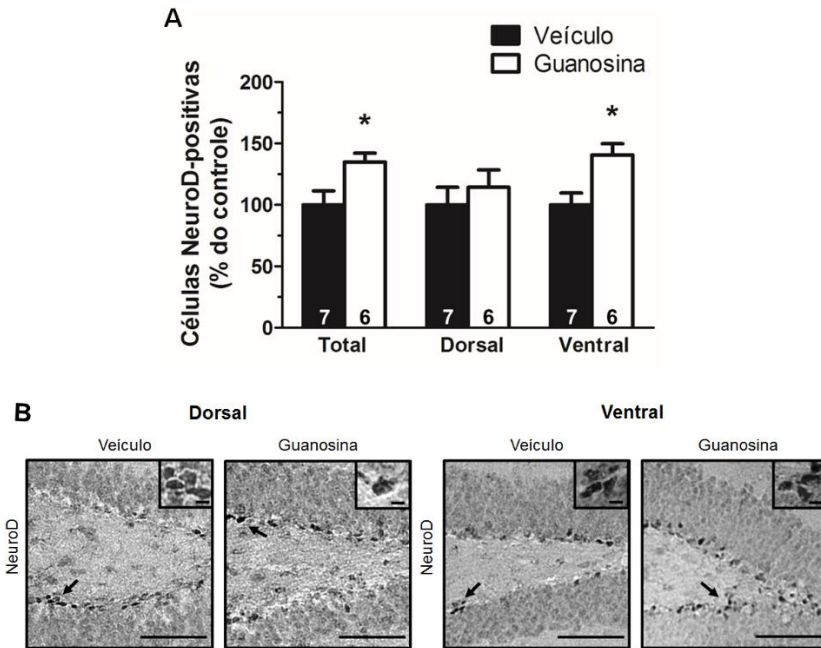 A
Veículo
Guanosina
Células NeuroD-positivas
(% do controle)
200
150
100
50
0
* *
7 6 7 6 7 6
Total Dorsal Ventral
B
Dorsal Ventral
Veículo Guanosina Veículo Guanosina
NeuroD NeuroD